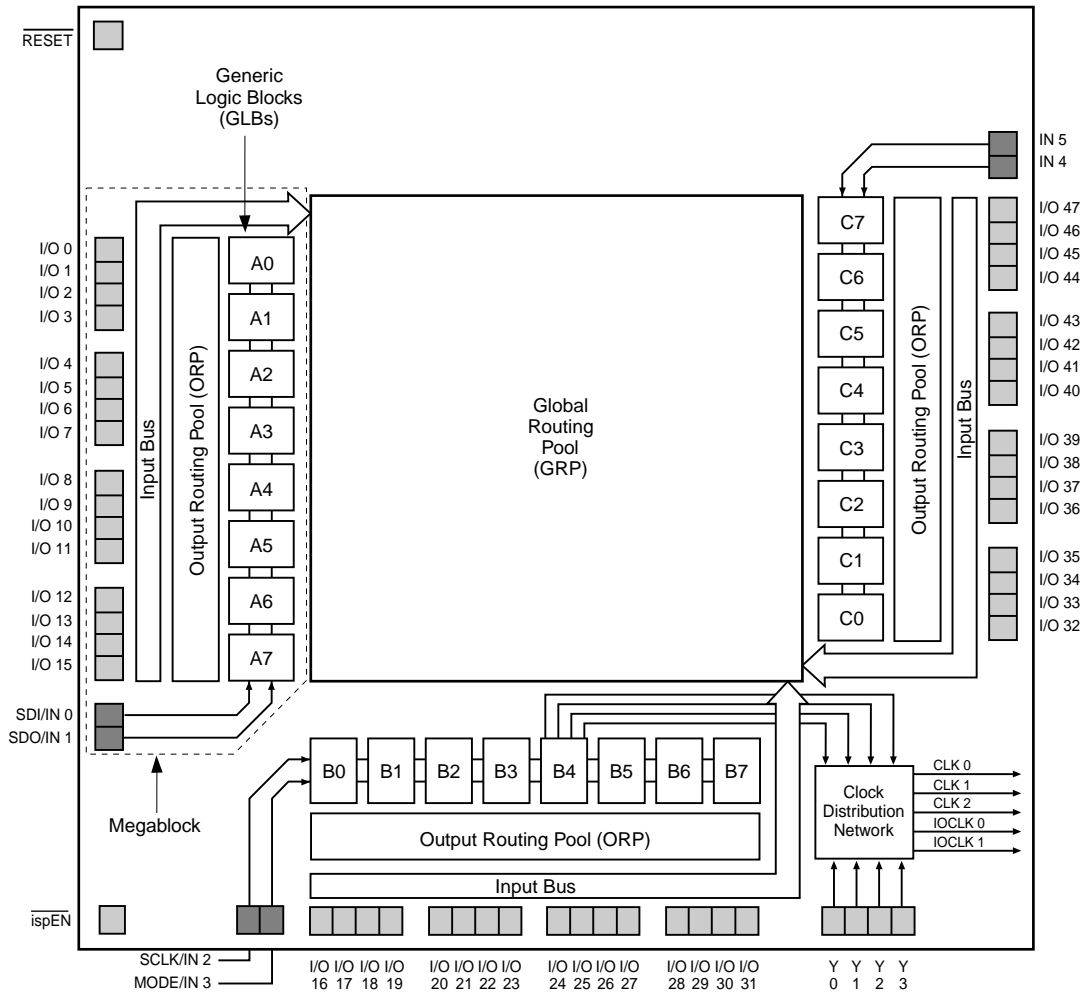 RESET
Generic
Logic Blocks
(GLBs)
IN 5
IN 4
I/O 0
I/O 1
I/O 2
I/O 3
I/O 4
I/O 5
I/O 6
I/O 7
I/O 8
I/O 9
I/O 10
I/O 11
I/O 12
I/O 13
I/O 14
I/O 15
SDI/IN 0
SDO/IN 1
Input Bus
Output Routing Pool (ORP)
A0
A1
A2
A3
A4
A5
A6
A7
Global
Routing
Pool
(GRP)
C7
C6
C5
C4
C3
C2
C1
C0
Output Routing Pool (ORP)
Input Bus
I/O 47
I/O 46
I/O 45
I/O 44
I/O 43
I/O 42
I/O 41
I/O 40
I/O 39
I/O 38
I/O 37
I/O 36
I/O 35
I/O 34
I/O 33
I/O 32
Megablock
B0 B1 B2 B3 B4 B5 B6 B7
Output Routing Pool (ORP)
Input Bus
Clock
Distribution
Network
CLK 0
CLK 1
CLK 2
IOCLK 0
IOCLK 1
ispEN
SCLK/IN 2
MODE/IN 3
I/O I/O I/O I/O I/O I/O I/O I/O I/O I/O I/O I/O I/O I/O I/O I/O Y Y Y Y
16 17 18 19 20 21 22 23 24 25 26 27 28 29 30 31 0 1 2 3